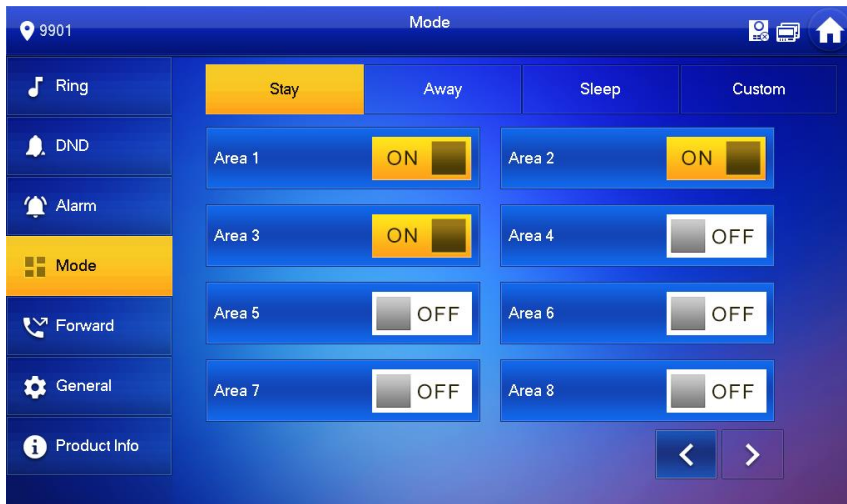 9901
Mode
Ring
DND
Alarm
Mode
Forward
General
Product Info
Stay Away Sleep Custom
Area 1 ON Area 2 ON
Area 3 ON Area 4 OFF
Area 5 OFF Area 6 OFF
Area 7 OFF Area 8 OFF